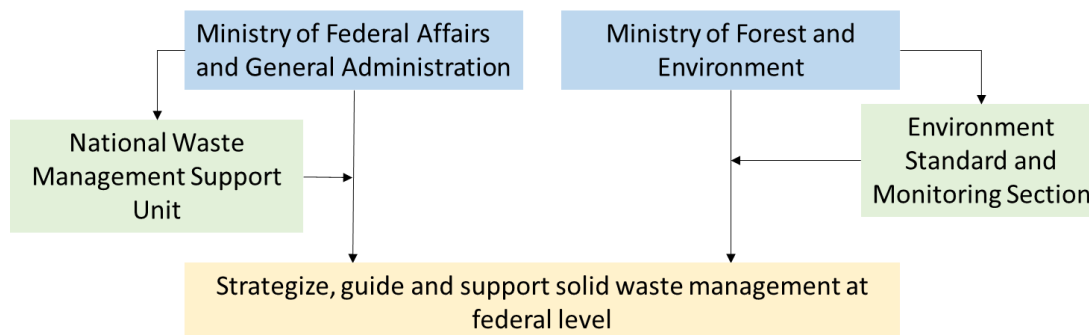 Ministry of Federal Affairs
and General Administration
Ministry of Forest and
Environment
National Waste
Management Support
Unit
Environment
Standard and
Monitoring Section
Strategize, guide and support solid waste management at
federal level